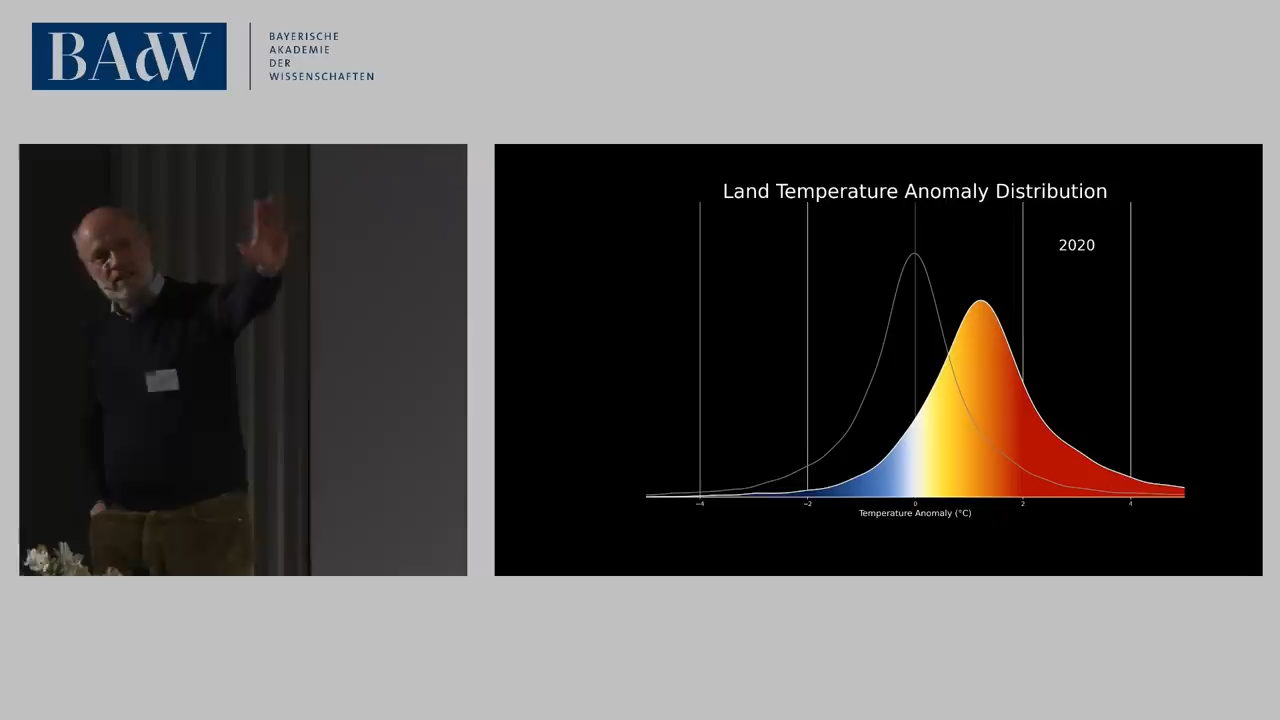 BAdW
BAYERISCHE
AKADEMIE
DER
WISSENSCHAFTEN
Land Temperature Anomaly Distribution
2020
−4
−2
0
2
4
Temperature Anomaly (°C)